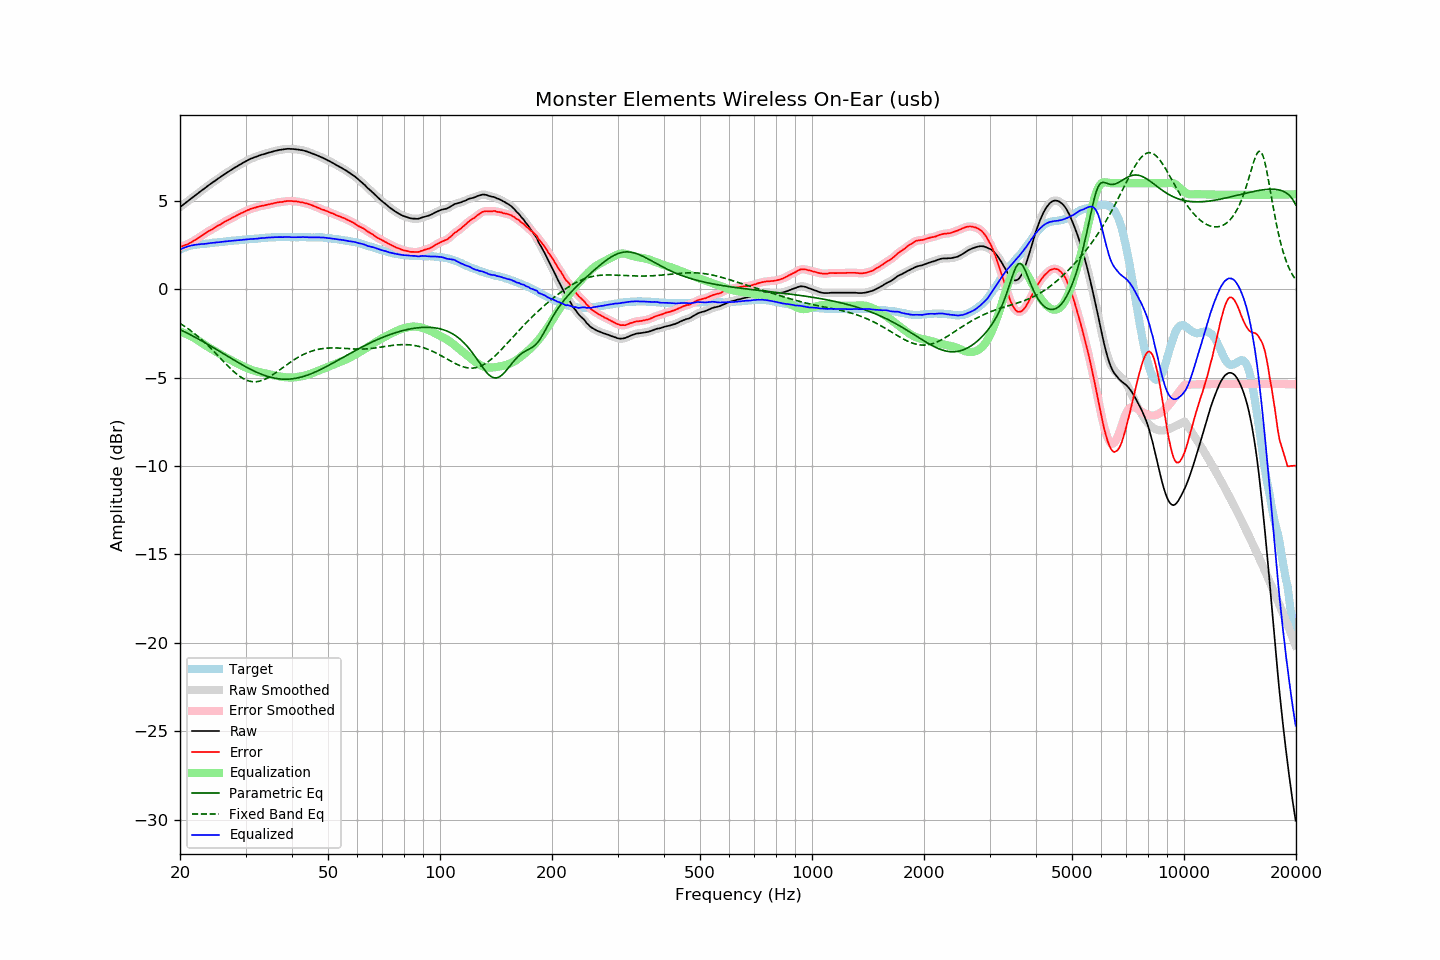 Monster Elements Wireless On-Ear (usb)
5
0
−5
−10
−15
−20
−25
−30
Amplitude (dBr)
Target
Raw Smoothed
Error Smoothed
Raw
Error
Equalization
Parametric Eq
Fixed Band Eq
Equalized
20 50 100 200 500 1000 2000 5000 10000 20000
Frequency (Hz)